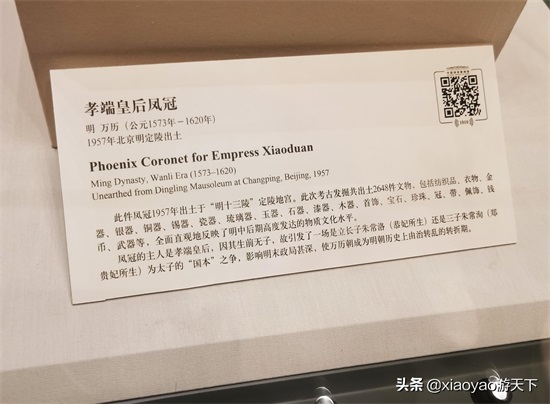 孝端皇后凤冠
明 万历（公元1573年－1620年）
1957年北京明定陵出土
Phoenix Coronet for Empress Xiaoduan
Ming Dynasty, Wanli Era (1573–1620)
Unearthed from Dingling Mausoleum at Changping, Beijing, 1957
此件凤冠1957年出土于“明十三陵”定陵地宫。此次考古发掘共出土2648件文物，包括纺织品、衣物、金
器、银器、铜器、锡器、瓷器、琉璃器、玉器、石器、漆器、木器、首饰、宝石、珍珠、冠、带、佩饰、钱
币、武器等，全面直观地反映了明中后期高度发达的物质文化水平。
凤冠的主人是孝端皇后，因其生前无子，故引发了一场是立长子朱常洛（恭妃所生）还是三子朱常洵（郑
贵妃所生）为太子的“国本”之争，影响明末政局甚深，使万历朝成为明朝历史上由治转乱的转折期。
头条 @xiaoyao游天下